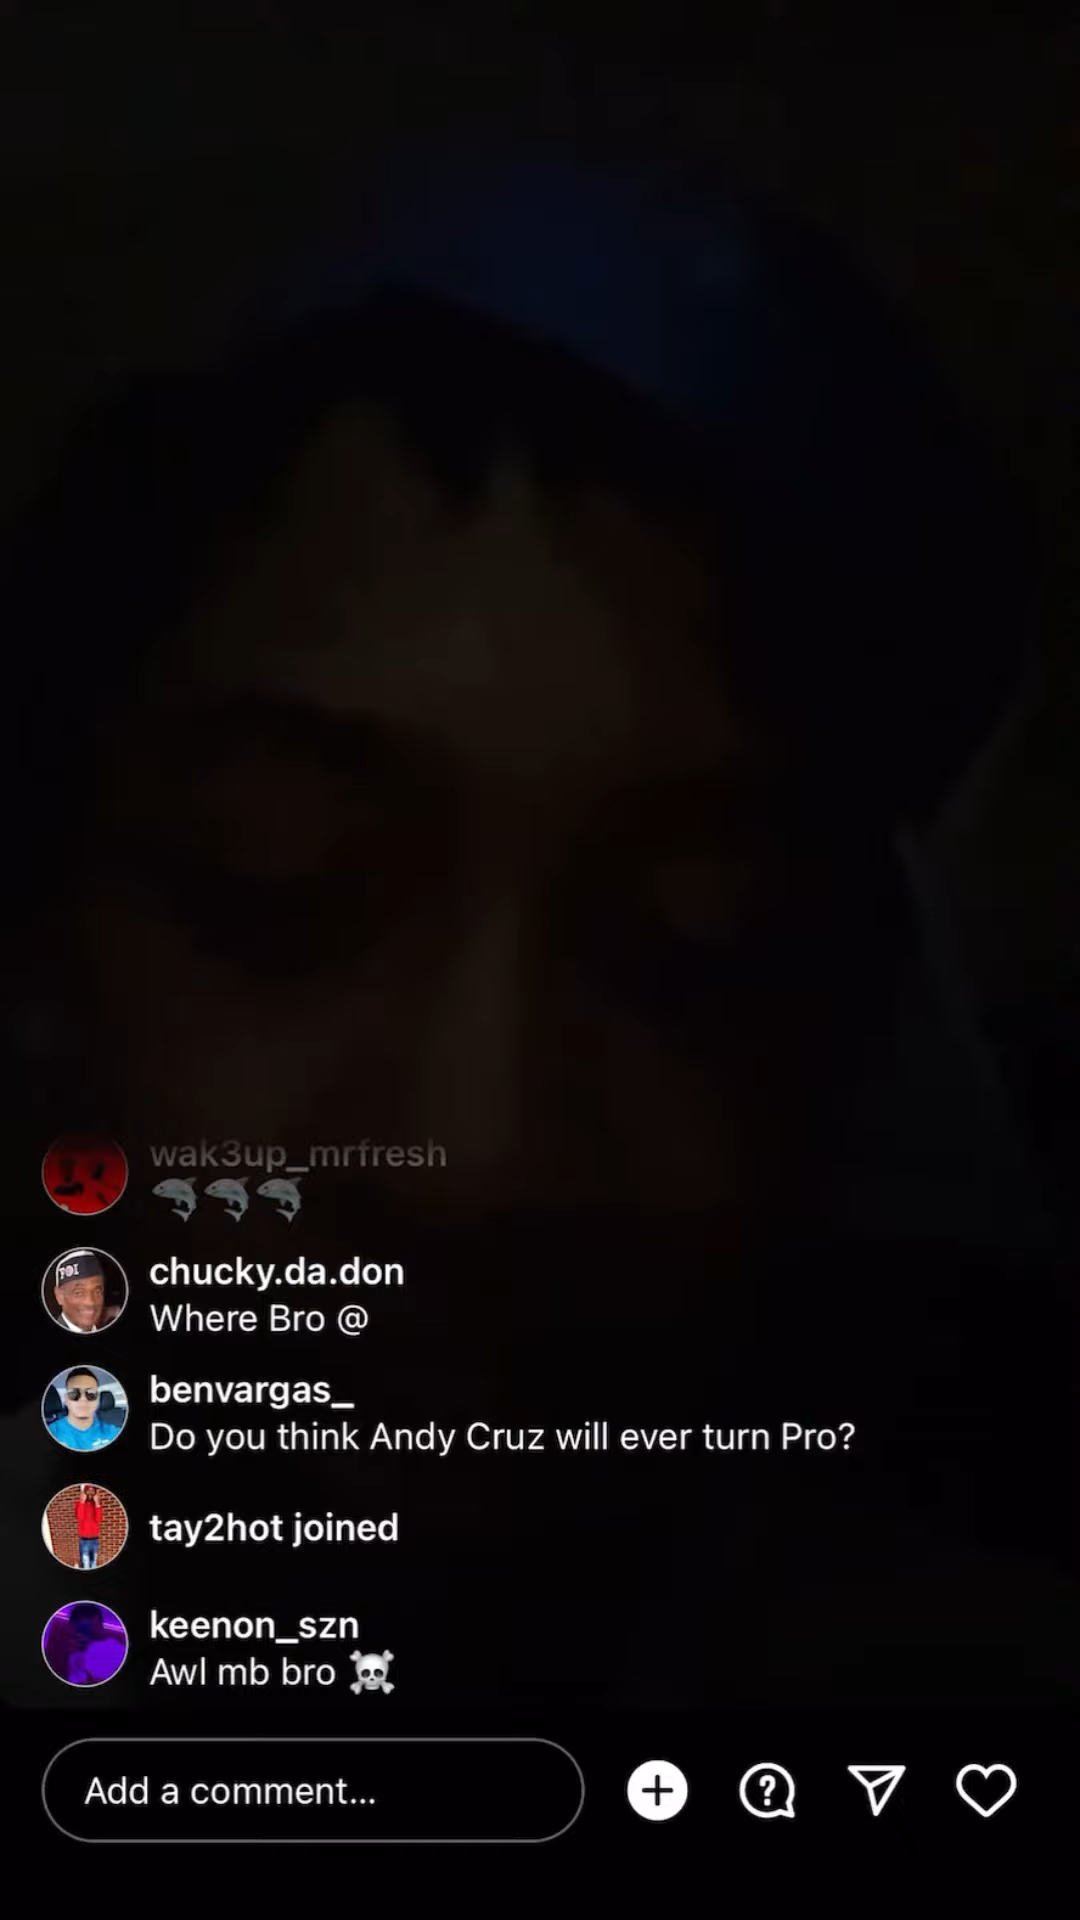 wak3up_mrfresh
🦈🦈🦈
chucky.da.don
Where Bro @
benvargas_
Do you think Andy Cruz will ever turn Pro?
tay2hot joined
keenon_szn
Awl mb bro ☠️
Add a comment...